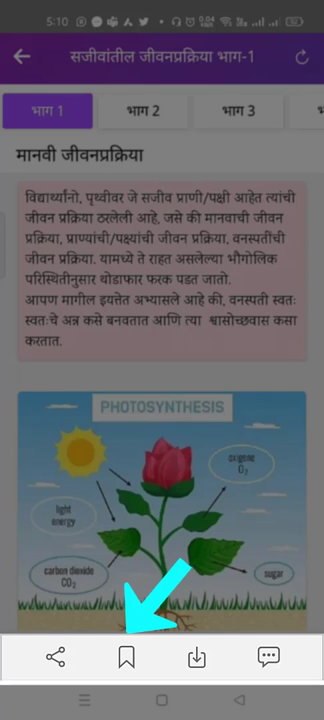 5:10
सजीवांतील जीवनप्रक्रिया भाग-1
भाग 1 भाग 2 भाग 3
मानवी जीवनप्रक्रिया
विद्यार्थ्यांनो, पृथ्वीवर जे सजीव प्राणी/पक्षी आहेत त्यांची
जीवन प्रक्रिया ठरलेली आहे, जसे की मानवाची जीवन
प्रक्रिया, प्राण्यांची/पक्ष्यांची जीवन प्रक्रिया, वनस्पतींची
जीवन प्रक्रिया. यामध्ये ते राहत असलेल्या भौगोलिक
परिस्थितीनुसार थोडाफार फरक पडत जातो.
आपण मागील इयत्तेत अभ्यासले आहे की, वनस्पती स्वतः
स्वतःचे अन्न कसे बनवतात आणि त्या श्वासोच्छवास कसा
करतात.
PHOTOSYNTHESIS
oxigene
O₂
light
energy
carbon dioxide
CO₂
sugar